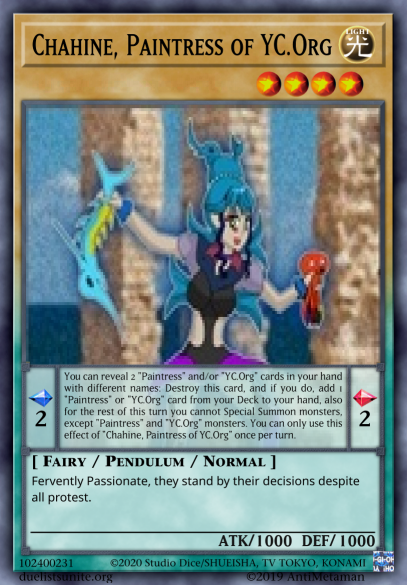 Chahine, Paintress of YC.Org
LIGHT
光
2
2
You can reveal 2 "Paintress" and/or "YC.Org" cards in your hand
with different names: Destroy this card, and if you do, add 1
"Paintress" or "YC.Org" card from your Deck to your hand, also
for the rest of this turn you cannot Special Summon monsters,
except "Paintress" and "YC.Org" monsters. You can only use this
effect of "Chahine, Paintress of YC.Org" once per turn.
[ Fairy / Pendulum / Normal ]
Fervently Passionate, they stand by their decisions despite
all protest.
ATK/1000 DEF/1000
102400231 ©2020 Studio Dice/SHUEISHA, TV TOKYO, KONAMI
duelistsunite.org ©2019 AntiMetaman